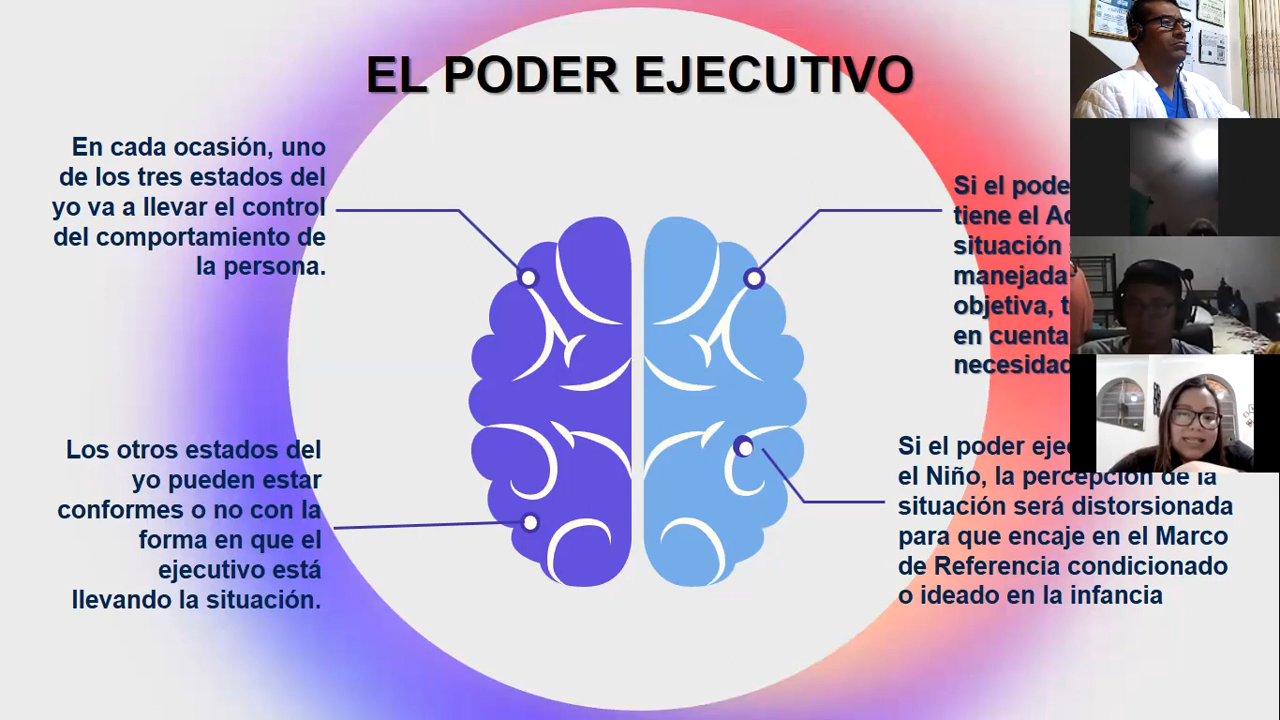 EL PODER EJECUTIVO
En cada ocasión, uno
de los tres estados del
yo va a llevar el control
del comportamiento de
la persona.
Si el
tiene el
situación
manejada
objetiva,
en cuenta
Los otros estados del
yo pueden estar
conformes o no con la
forma en que el
ejecutivo está
llevando la situación.
Si el poder
el Niño, la percepción de la
situación será distorsionada
para que encaje en el Marco
de Referencia condicionado
o ideado en la infancia